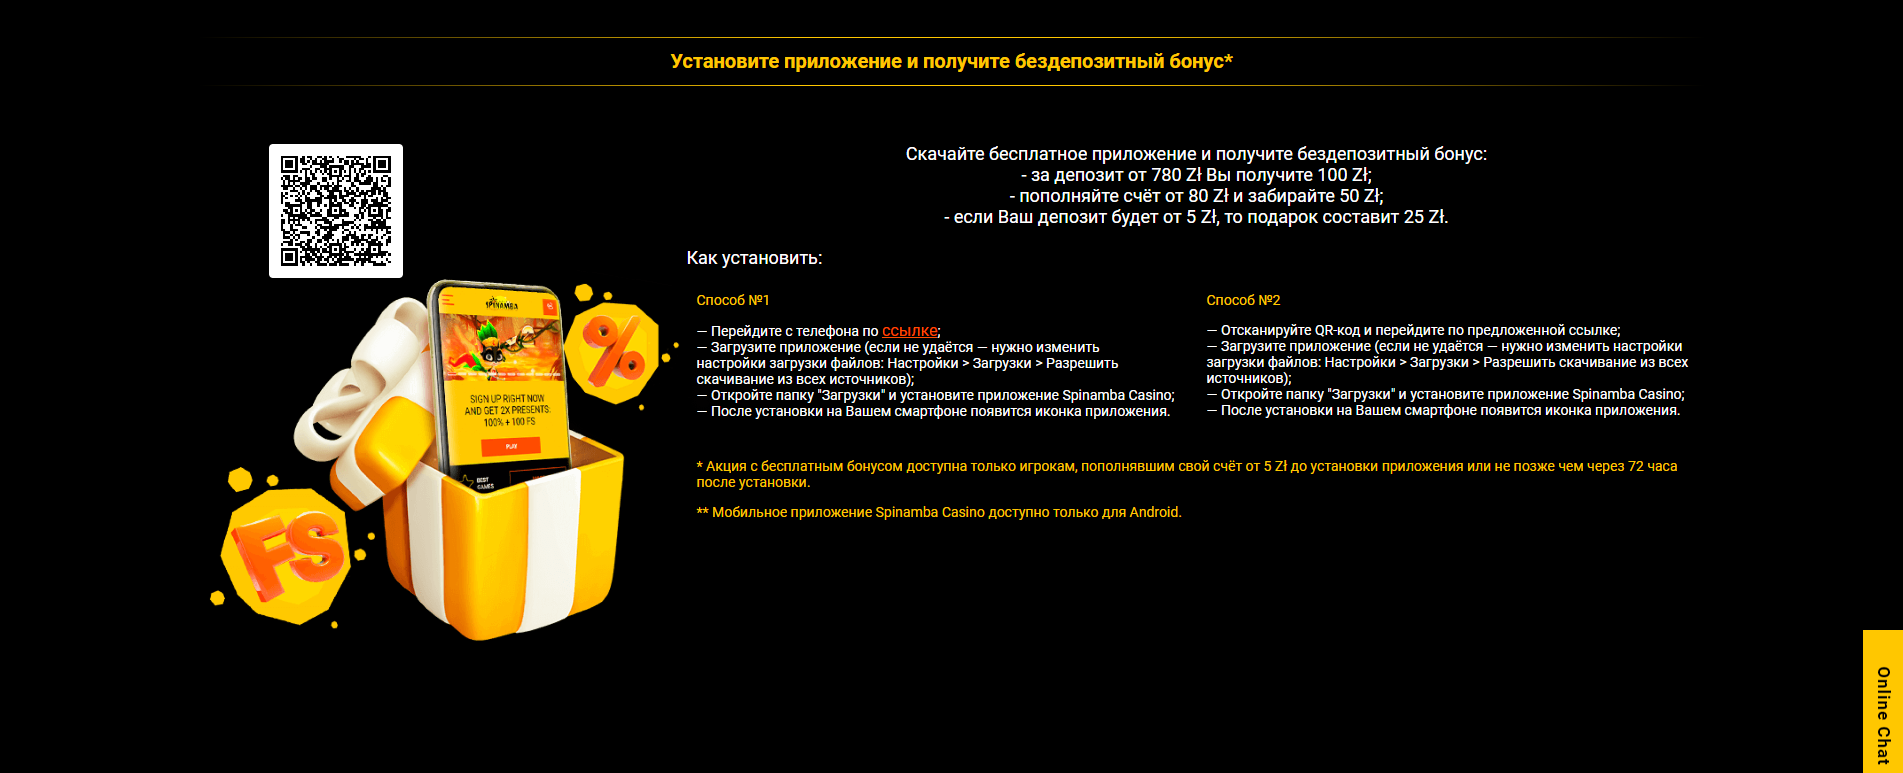 Установите приложение и получите бездепозитный бонус*
Скачайте бесплатное приложение и получите бездепозитный бонус:
- за депозит от 780 Zł Вы получите 100 Zł;
- пополняйте счёт от 80 Zł и забирайте 50 Zł;
- если Ваш депозит будет от 5 Zł, то подарок составит 25 Zł.
Как установить:
Способ №1
— Перейдите с телефона по ссылке;
— Загрузите приложение (если не удаётся — нужно изменить
настройки загрузки файлов: Настройки > Загрузки > Разрешить
скачивание из всех источников);
— Откройте папку "Загрузки" и установите приложение Spinamba Casino;
— После установки на Вашем смартфоне появится иконка приложения.
Способ №2
— Отсканируйте QR-код и перейдите по предложенной ссылке;
— Загрузите приложение (если не удаётся — нужно изменить настройки
загрузки файлов: Настройки > Загрузки > Разрешить скачивание из всех
источников);
— Откройте папку "Загрузки" и установите приложение Spinamba Casino;
— После установки на Вашем смартфоне появится иконка приложения.
* Акция с бесплатным бонусом доступна только игрокам, пополнявшим свой счёт от 5 Zł до установки приложения или не позже чем через 72 часа
после установки.
** Мобильное приложение Spinamba Casino доступно только для Android.
SPINAMBA
SIGN UP RIGHT NOW
AND GET 2X PRESENTS:
100% + 100 FS
PLAY
BEST
GAMES
%
FS
Online Chat